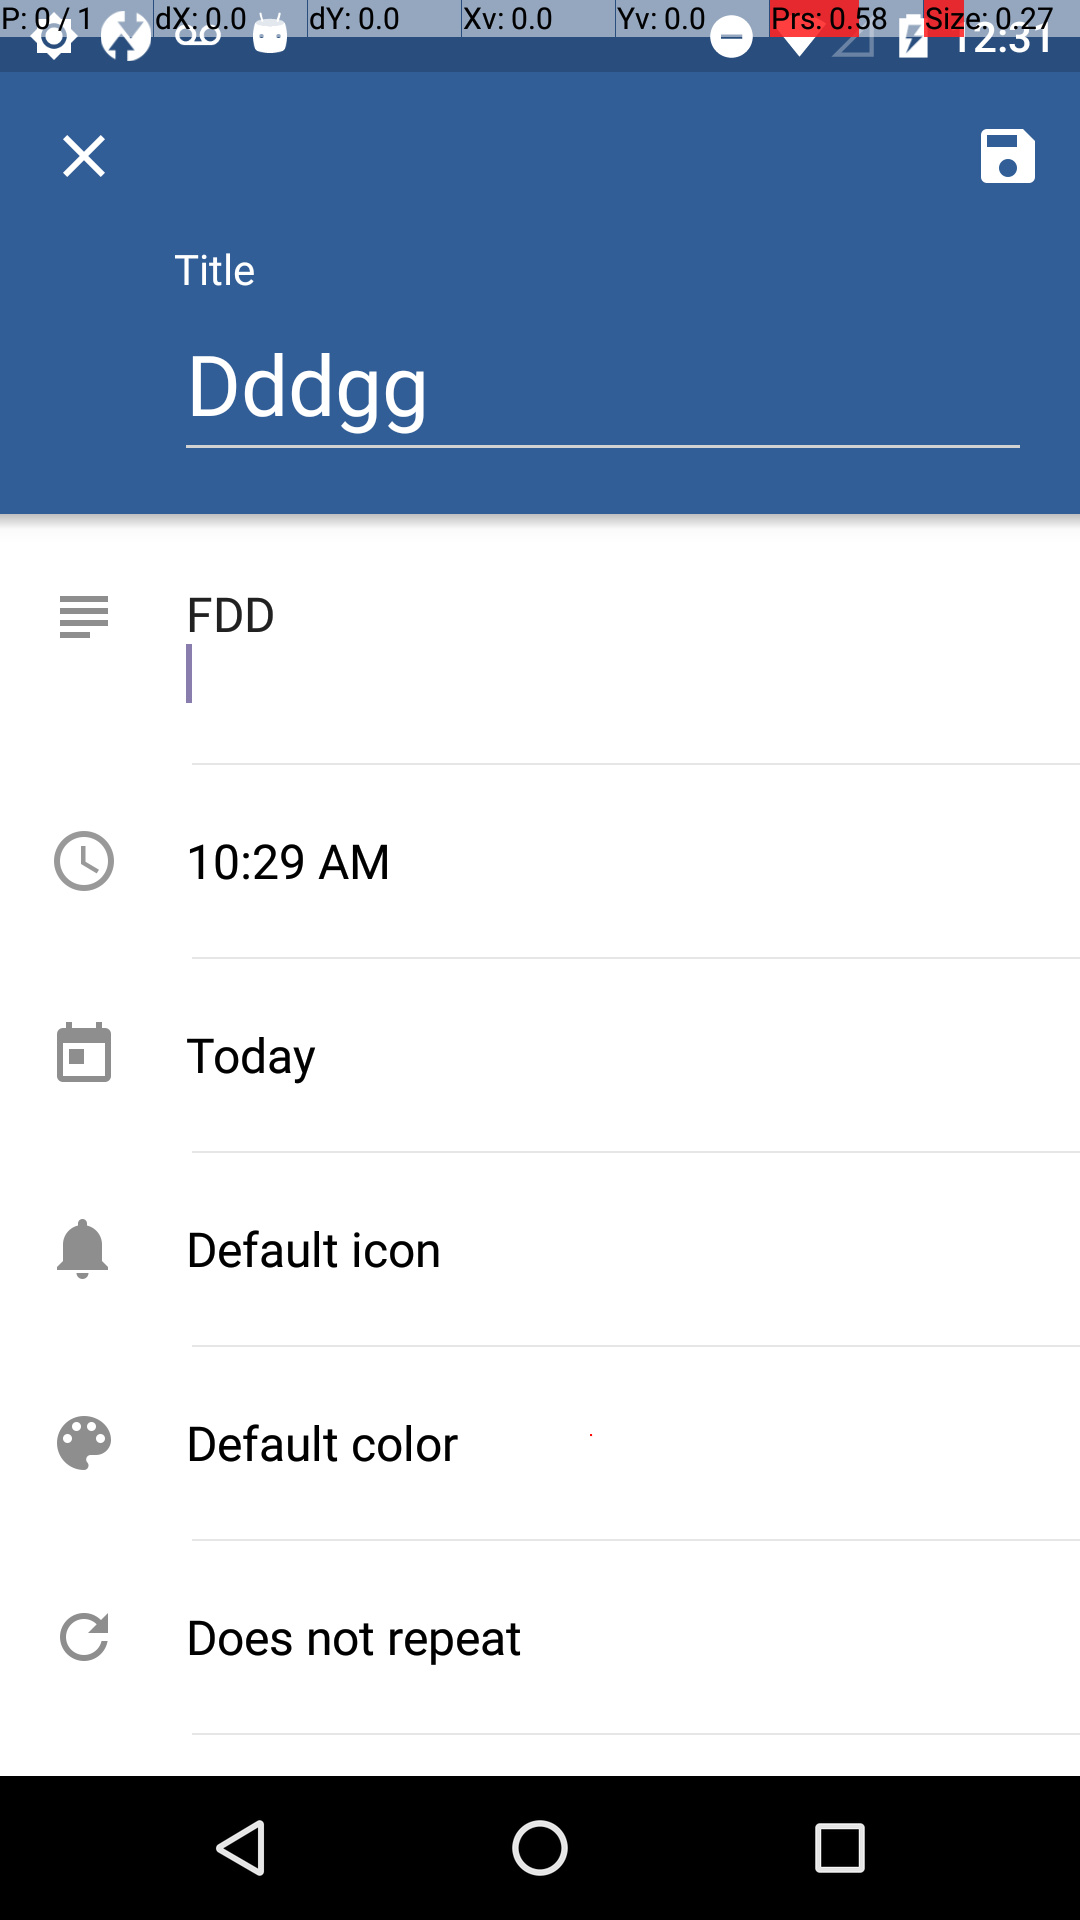 P: 0 / 1 dX: 0.0 dY: 0.0 Xv: 0.0 Yv: 0.0 Prs: 0.58 Size: 0.27
12:31
Title
Dddgg
FDD
10:29 AM
Today
Default icon
Default color
Does not repeat